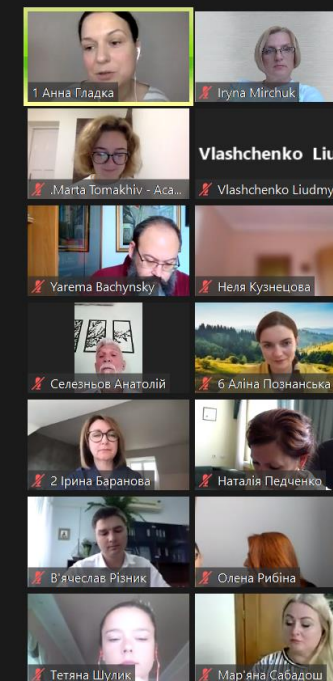 1 Анна Гладка
Iryna Mirchuk
.Marta Tomakhiv - Aca...
Vlashchenko Liu
Vlashchenko Liudmy
Yarema Bachynsky
Неля Кузнецова
Селезньов Анатолій
6 Аліна Познанська
2 Ірина Баранова
Наталія Педченко
В'ячеслав Різник
Олена Рибіна
Тетяна Шулик
Мар'яна Сабадош